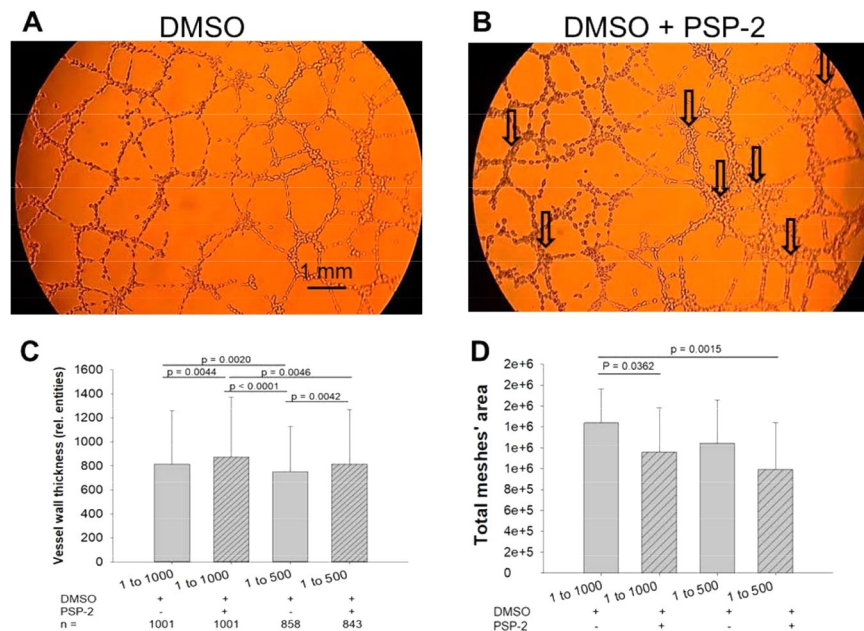 A DMSO
B DMSO + PSP-2
1 mm
C
Vessel wall thickness (rel. entities)
1600
1400
1200
1000
800
600
400
200
0
p = 0.0020
p = 0.0044 p = 0.0046
p < 0.0001
p = 0.0042
1 to 1000 1 to 1000 1 to 500 1 to 500
DMSO + + + +
PSP-2 - + - +
n = 1001 1001 858 843
D
Total meshes' area
2e+6
2e+6
1e+6
1e+6
8e+5
6e+5
4e+5
2e+5
0
p = 0.0015
P = 0.0362
1 to 1000 1 to 1000 1 to 500 1 to 500
DMSO + + + +
PSP-2 - + - +